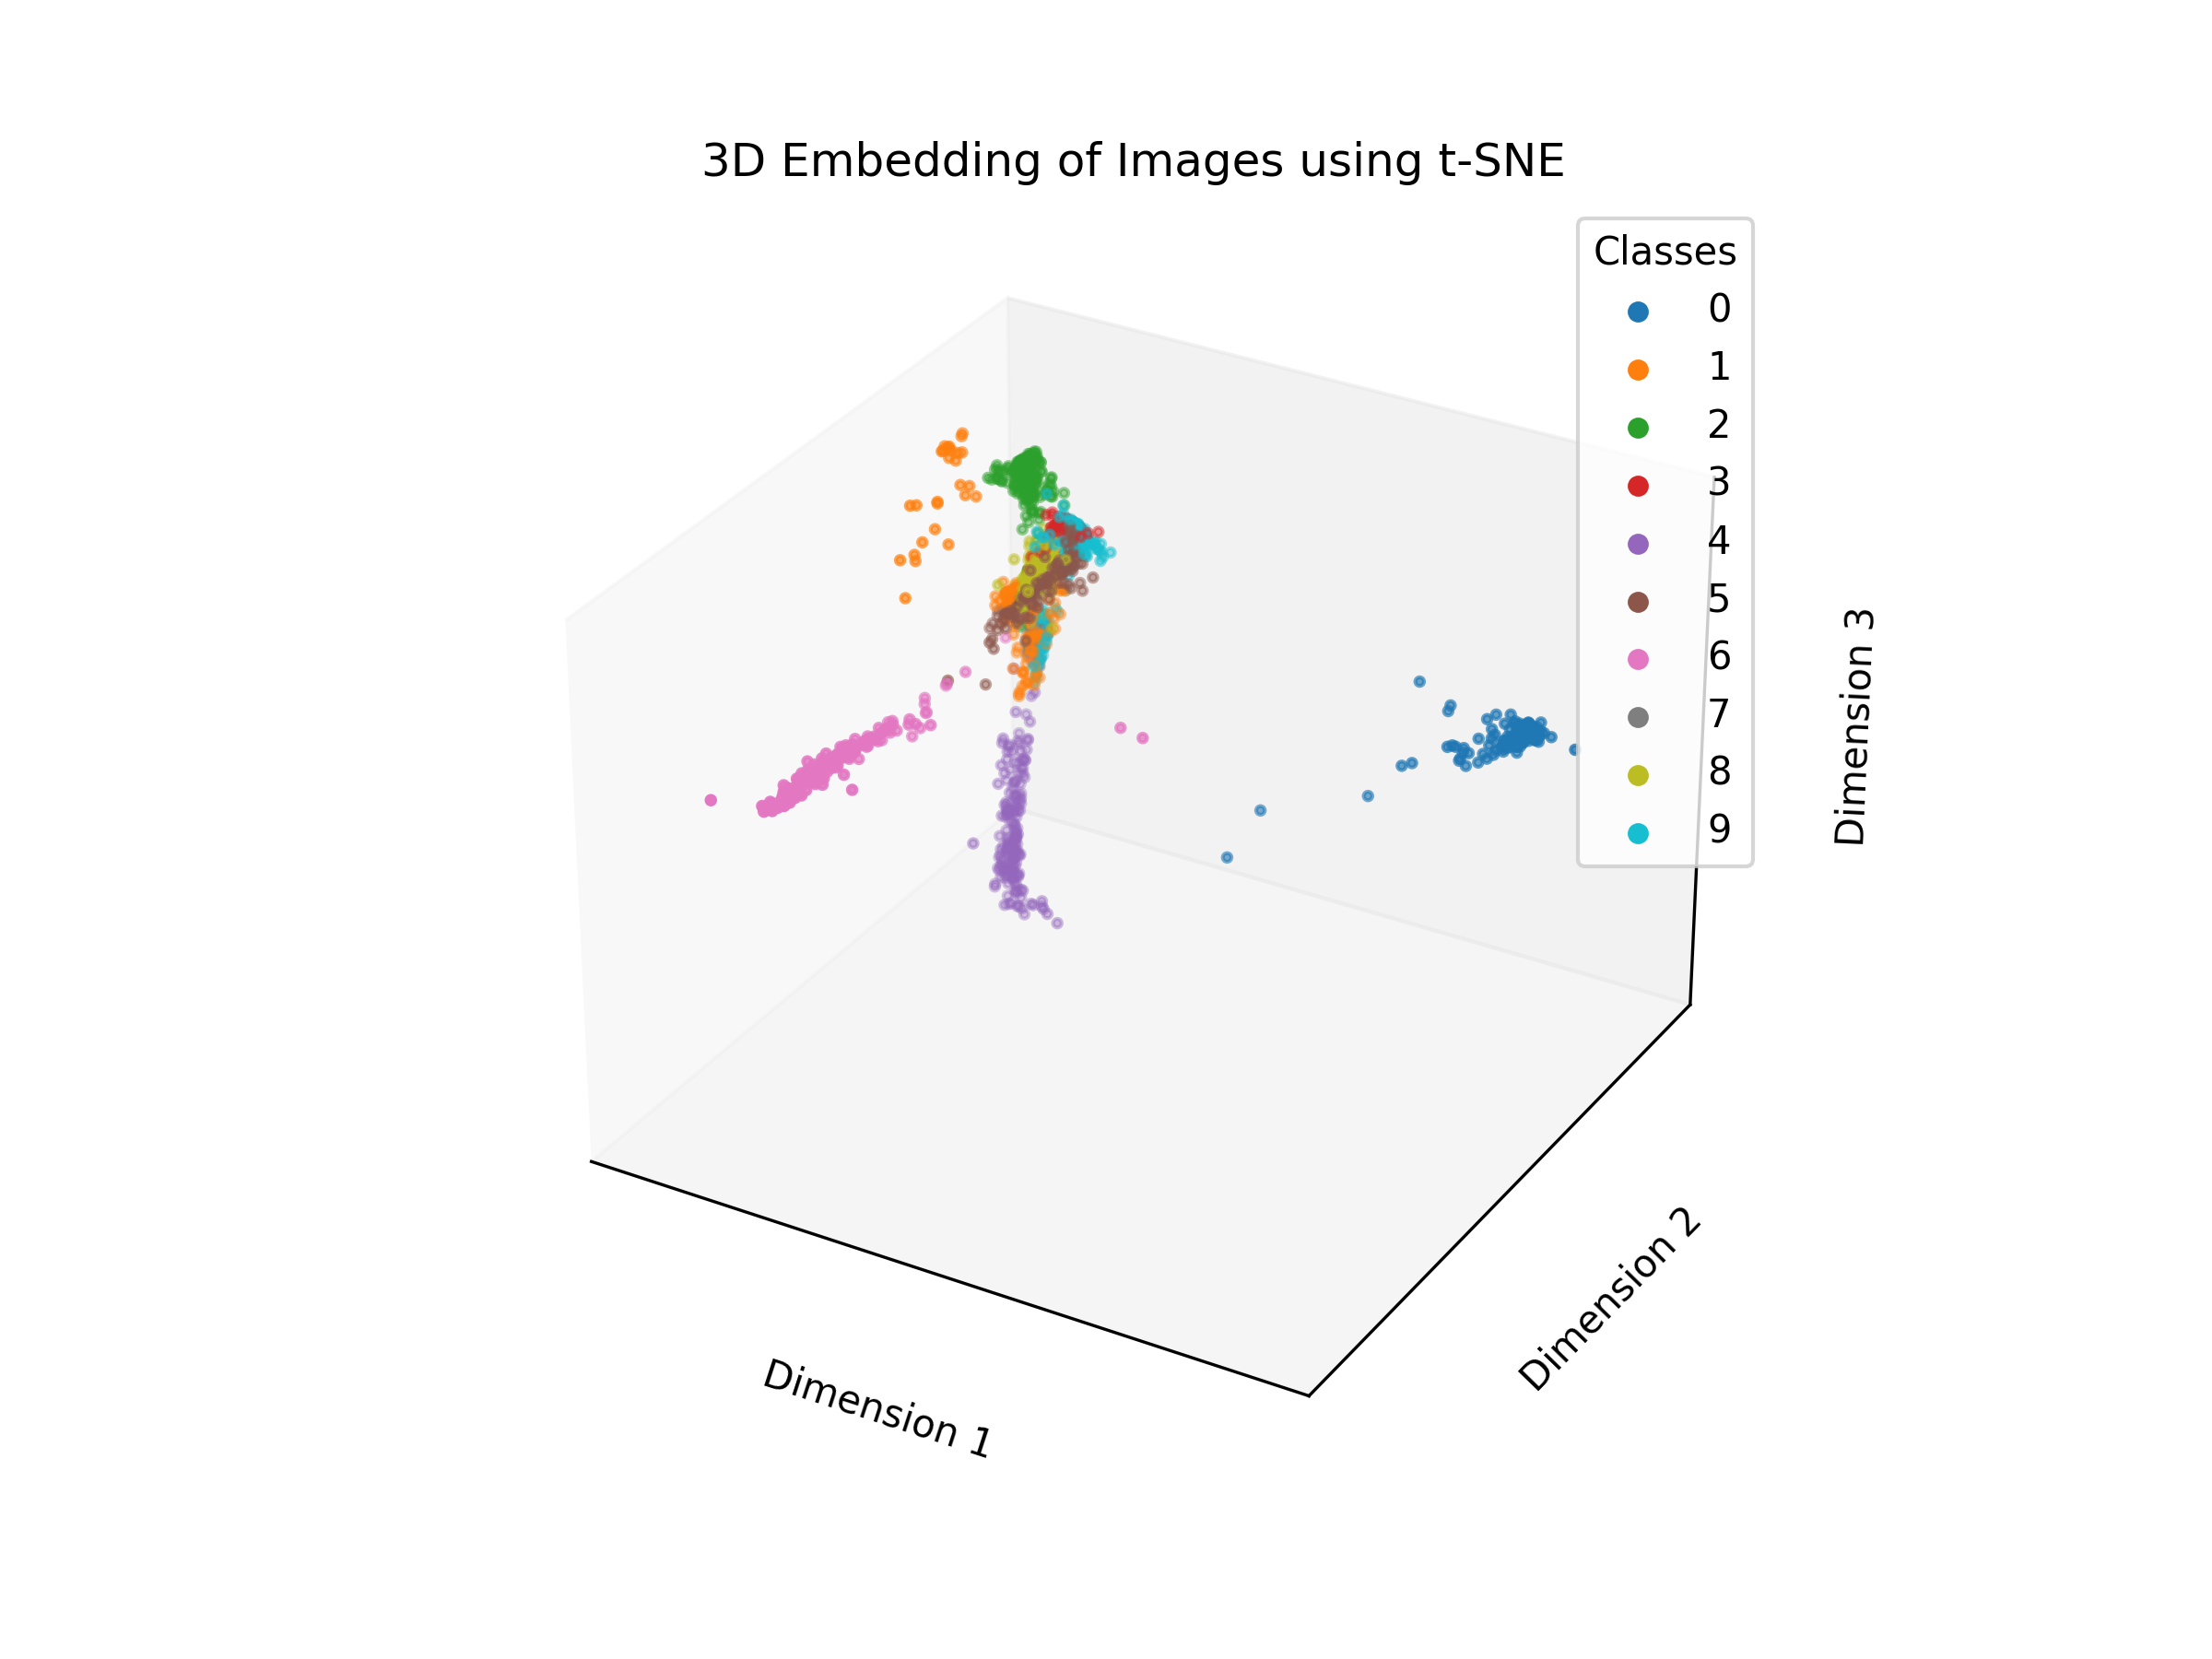 3D Embedding of Images using t-SNE
Classes
0
1
2
3
4
5
6
7
8
9
Dimension 3
Dimension 2
Dimension 1